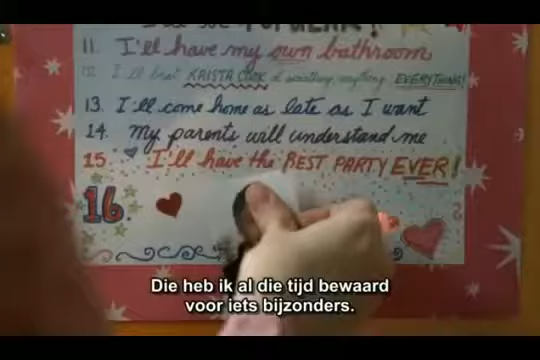 11. I'll have my own bathroom
12. I'll beat KRISTA COOK at something, anything EVERYTHING!
13. I'll come home as late as I want
14. My parents will understand me
15. I'll have the BEST PARTY EVER!
16.
Die heb ik al die tijd bewaard
voor iets bijzonders.